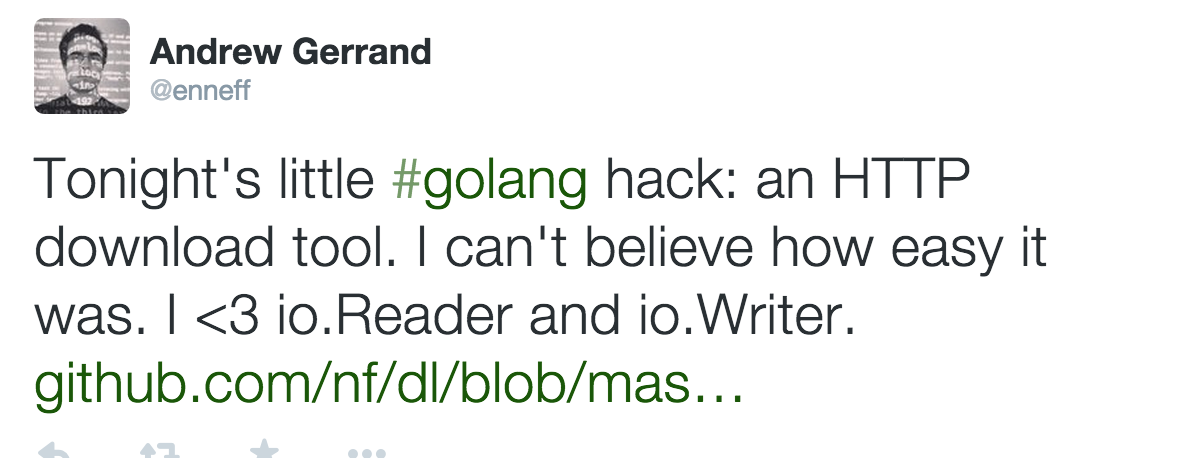 Andrew Gerrand
@enneff
Tonight's little #golang hack: an HTTP
download tool. I can't believe how easy it
was. I <3 io.Reader and io.Writer.
github.com/nf/dl/blob/mas…